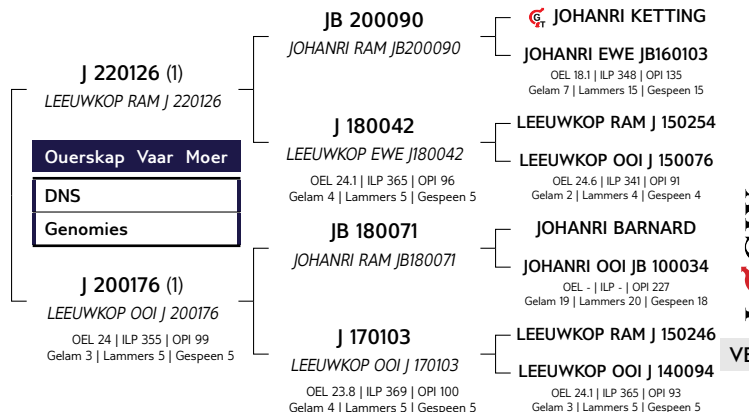 J 220126 (1)
LEEUWKOP RAM J 220126
Ouerskap Vaar Moer
DNS
Genomies
J 200176 (1)
LEEUWKOP OOI J 200176
OEL 24 | ILP 355 | OPI 99
Gelam 3 | Lammers 5 | Gespeen 5
JB 200090
JOHANRI RAM JB200090
J 180042
LEEUWKOP EWE J180042
OEL 24.1 | ILP 365 | OPI 96
Gelam 4 | Lammers 5 | Gespeen 5
JB 180071
JOHANRI RAM JB180071
J 170103
LEEUWKOP OOI J 170103
OEL 23.8 | ILP 369 | OPI 100
Gelam 4 | Lammers 5 | Gespeen 5
GT JOHANRI KETTING
JOHANRI EWE JB160103
OEL 18.1 | ILP 348 | OPI 135
Gelam 7 | Lammers 15 | Gespeen 15
LEEUWKOP RAM J 150254
LEEUWKOP OOI J 150076
OEL 24.6 | ILP 341 | OPI 91
Gelam 2 | Lammers 4 | Gespeen 4
JOHANRI BARNARD
JOHANRI OOI JB 100034
OEL - | ILP - | OPI 227
Gelam 19 | Lammers 20 | Gespeen 18
LEEUWKOP RAM J 150246
LEEUWKOP OOI J 140094
OEL 24.1 | ILP 365 | OPI 93
Gelam 3 | Lammers 5 | Gespeen 5
VE